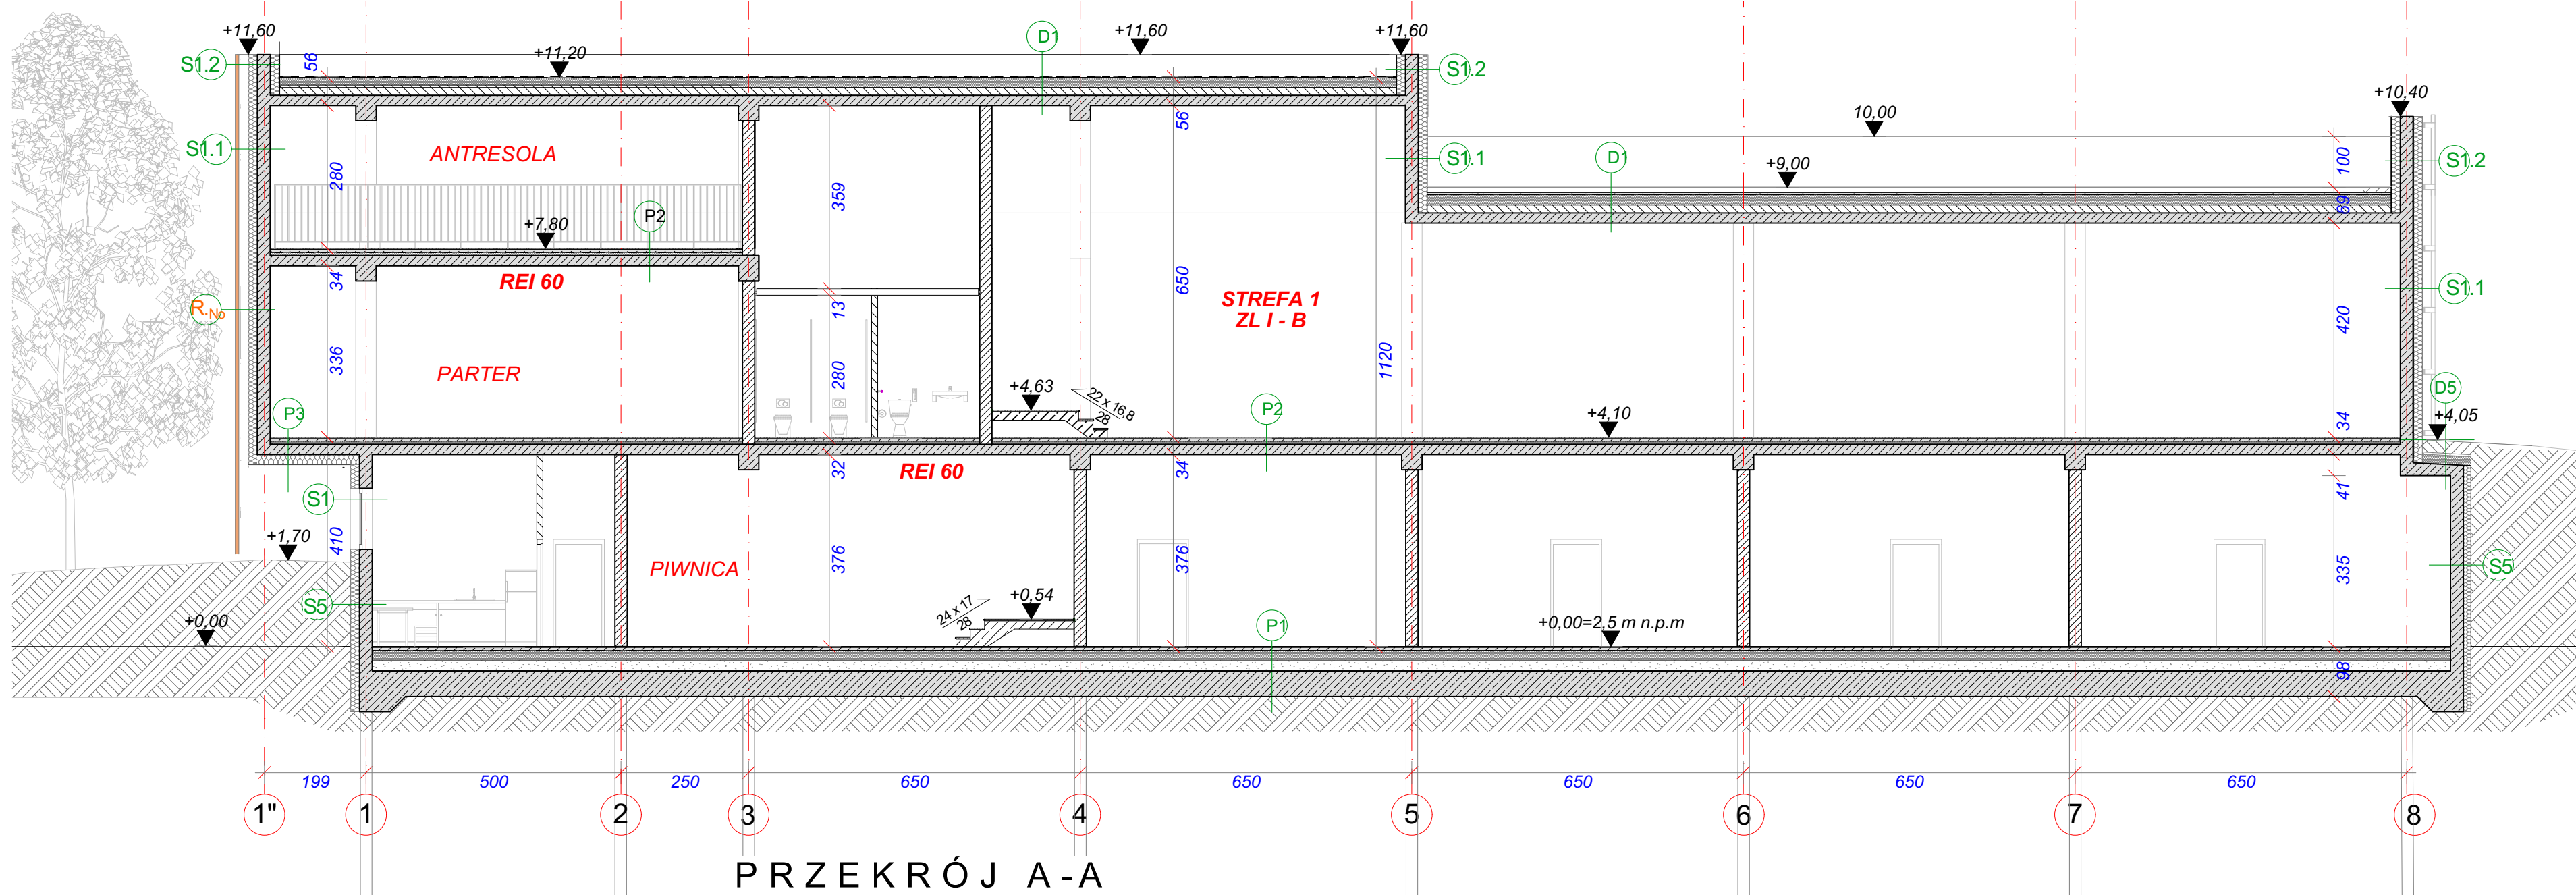 +11,60
+11,60
+11,60
S1.2
56
+11,20
D1
S1.2
+10,40
S1.1
ANTRESOLA
280
359
56
S1.1
D1
10,00
+9,00
100
S1.2
69
P2
+7,80
34
REI 60
R.No
13
650
STREFA 1
ZL I - B
420
S1.1
336
PARTER
280
1120
+4,63
22 x 16,8
28
P3
P2
+4,10
34
D5
+4,05
32
REI 60
34
41
S1
+1,70
410
PIWNICA
376
376
335
S5
S5
+0,00
24 x 17
28
+0,54
P1
+0,00=2,5 m n.p.m
98
199
500
250
650
650
650
650
650
1"
1
2
3
4
5
6
7
8
PRZEKRÓJ A-A